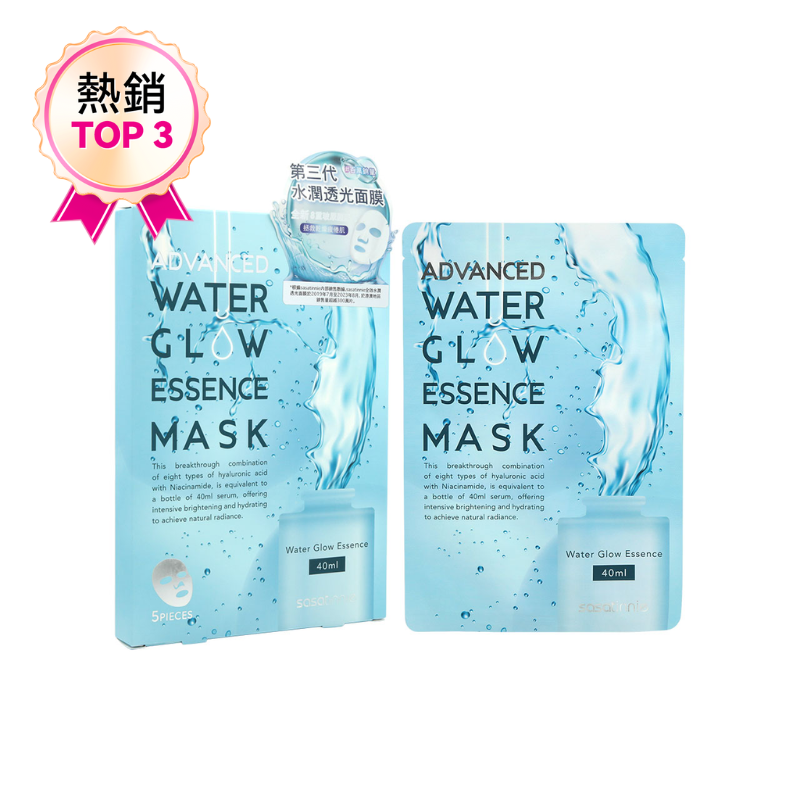 熱銷
TOP 3
第三代
水潤透光面膜
ADVANCED
WATER
GLOW
ESSENCE
MASK
This breakthrough combination
of eight types of hyaluronic acid
with Niacinamide, is equivalent to
a bottle of 40ml serum, offering
intensive brightening and hydrating
to achieve natural radiance.
Water Glow Essence
40ml
5PIECES
ADVANCED
WATER
GLOW
ESSENCE
MASK
This breakthrough combination
of eight types of hyaluronic acid
with Niacinamide, is equivalent to
a bottle of 40ml serum, offering
intensive brightening and hydrating
to achieve natural radiance.
Water Glow Essence
40ml